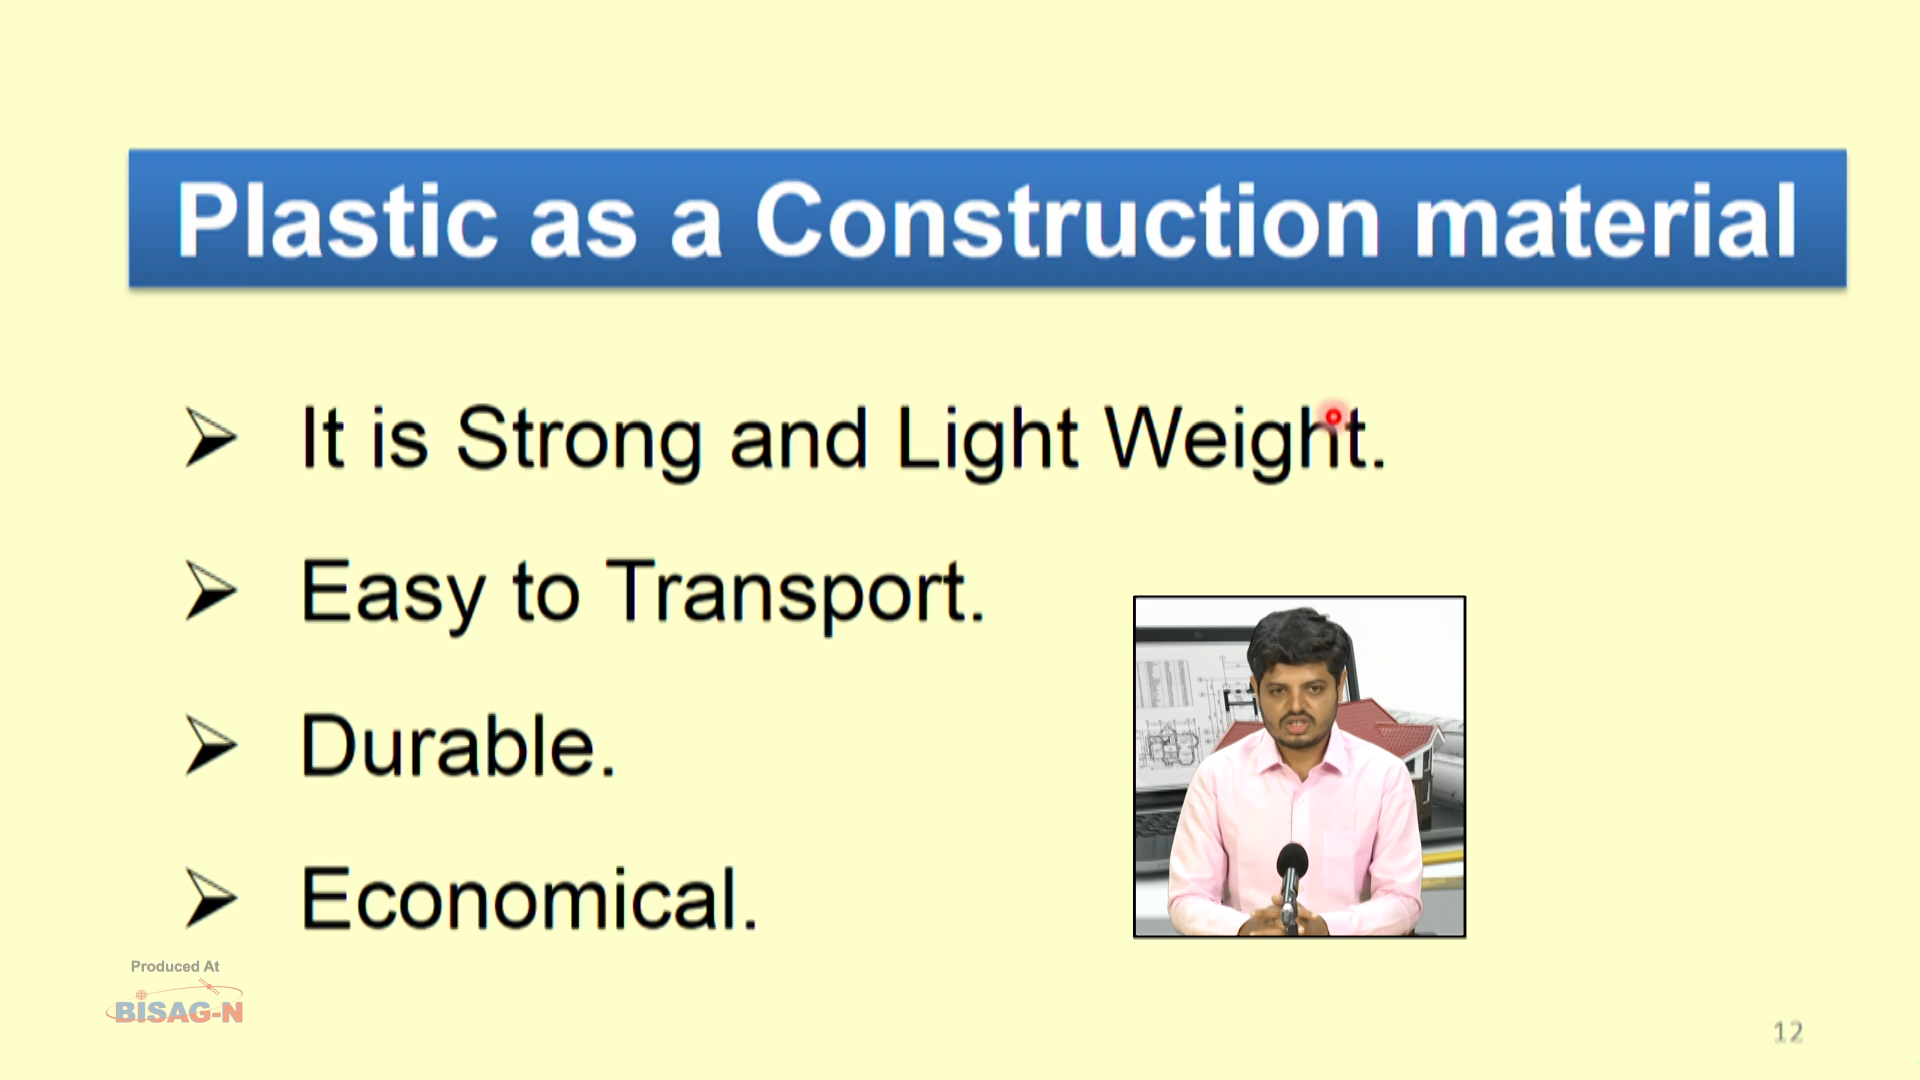 Plastic as a Construction material
It is Strong and Light Weight.
Easy to Transport.
Durable.
Economical.
Produced At
BISAG-N
12